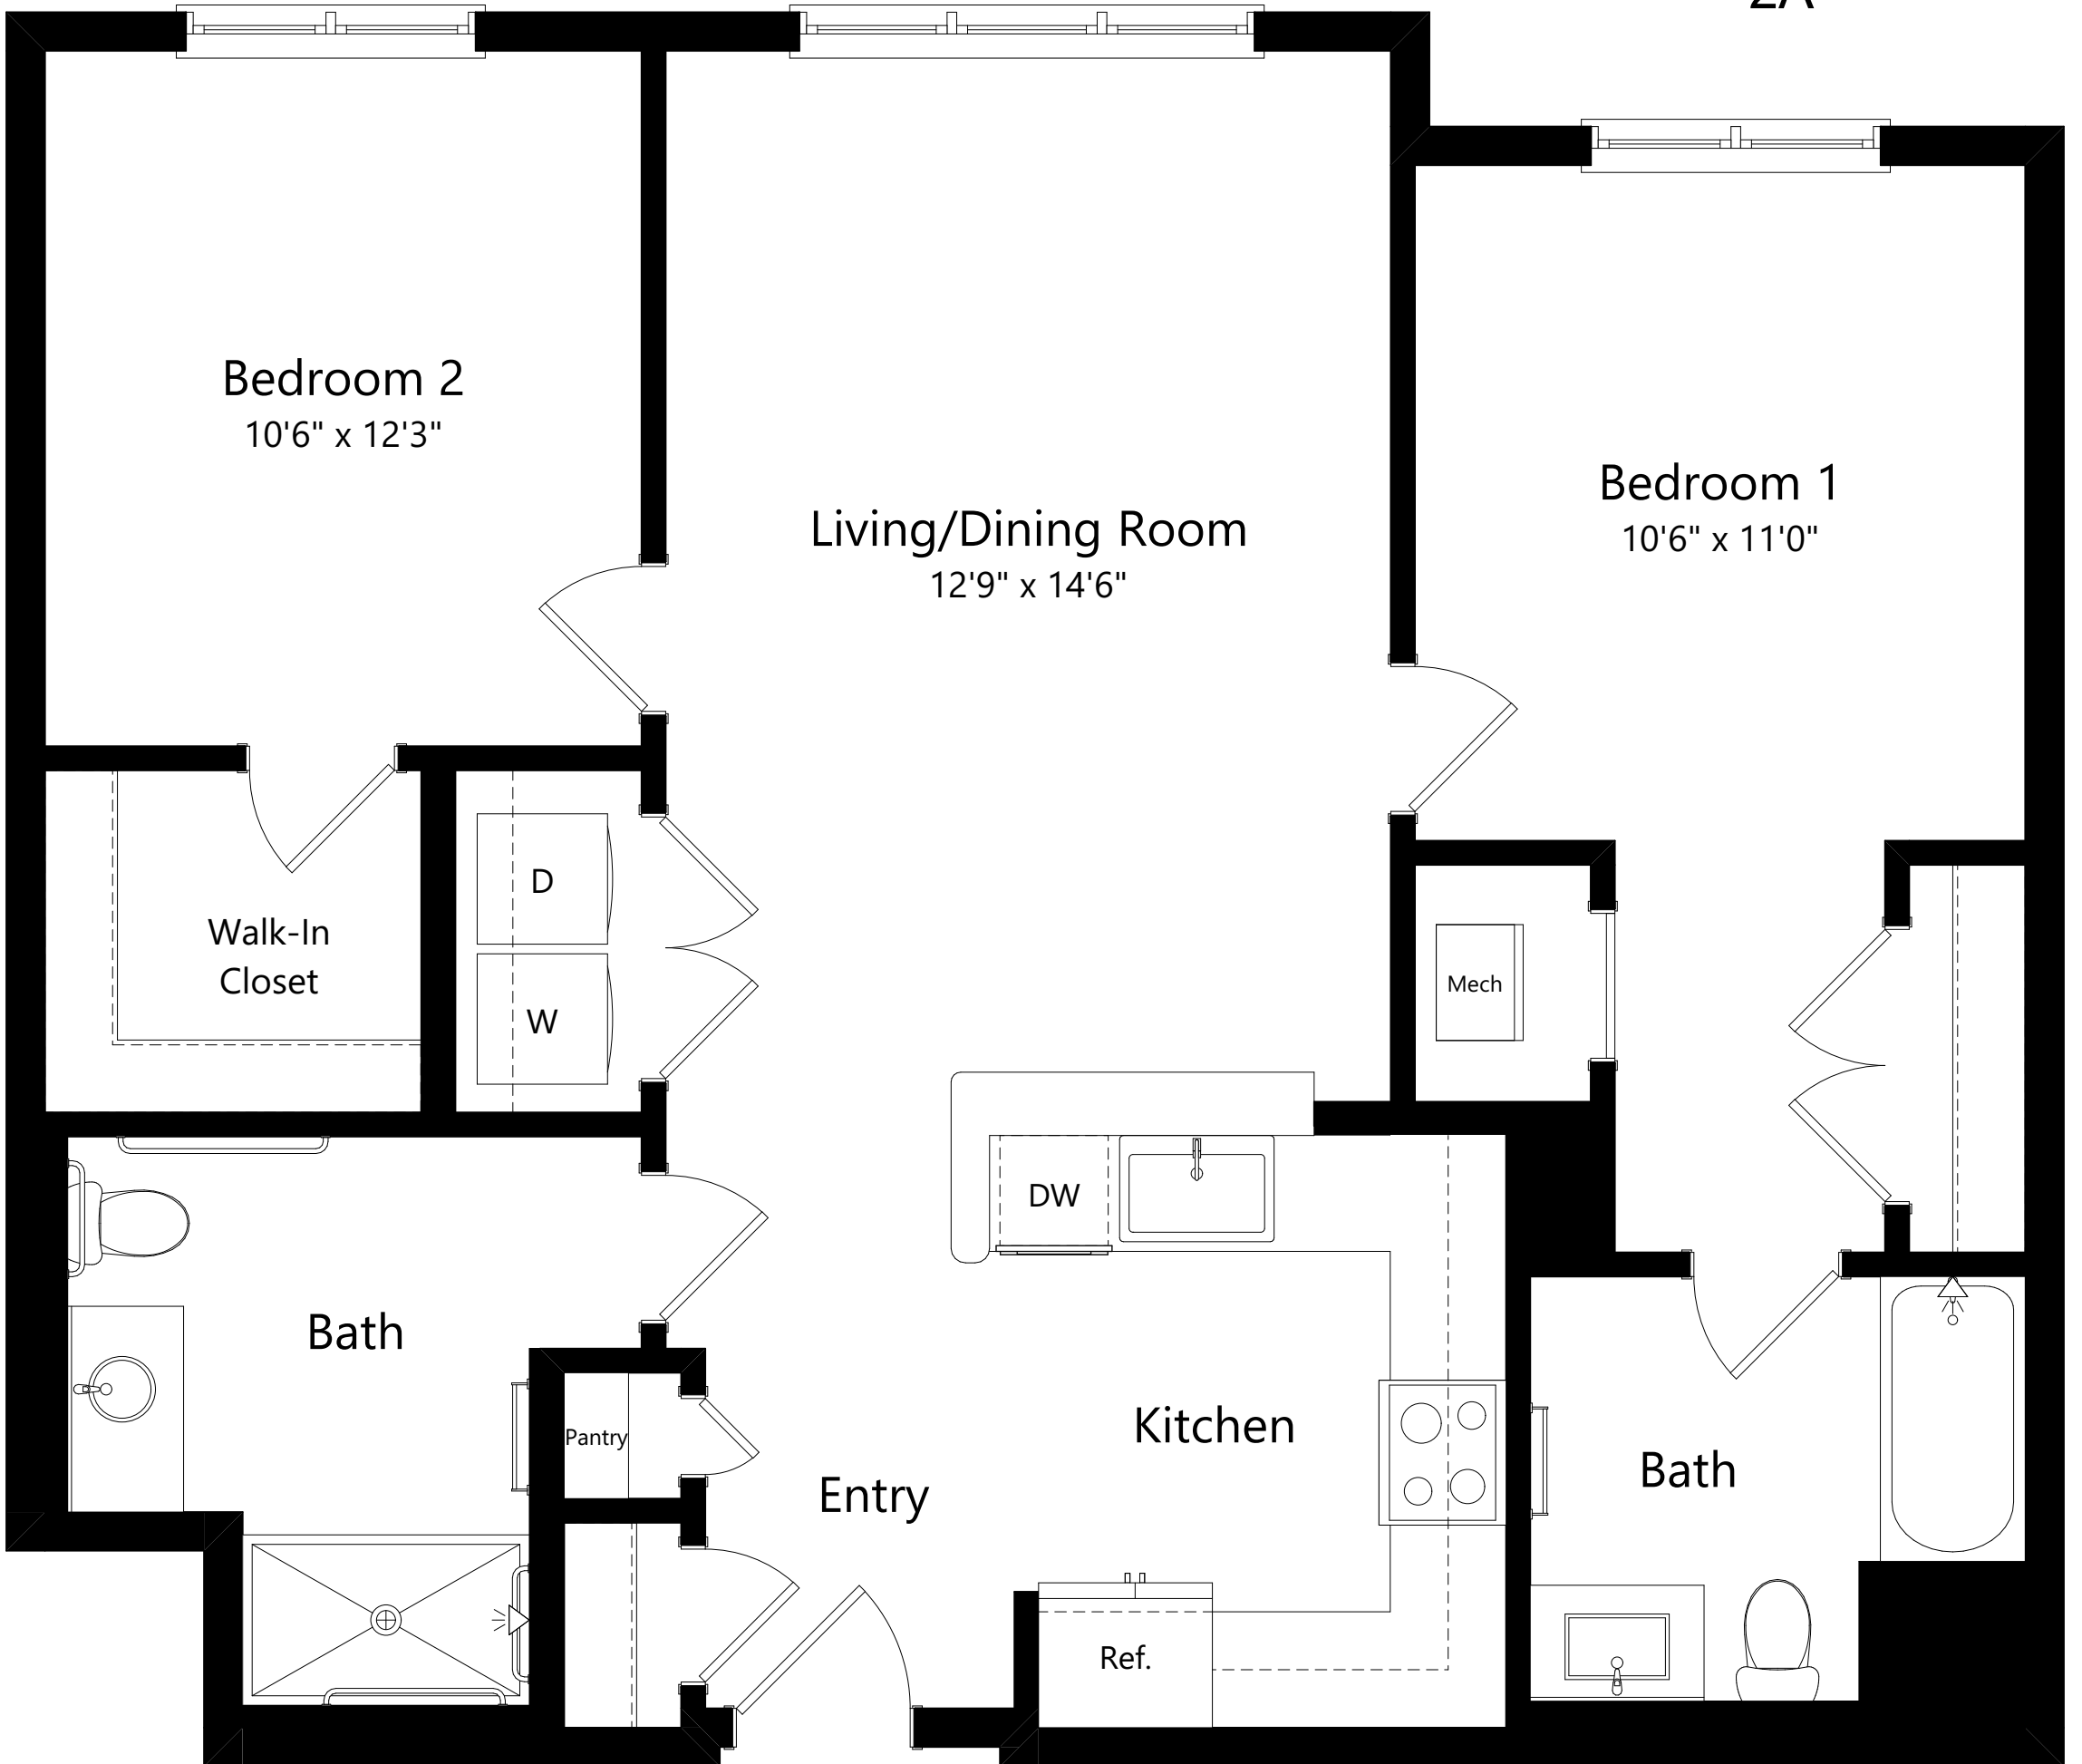 2A
Bedroom 2
10'6" x 12'3"
Living/Dining Room
12'9" x 14'6"
Bedroom 1
10'6" x 11'0"
Walk-In
Closet
D
W
Mech
DW
Bath
Pantry
Kitchen
Entry
Bath
Ref.